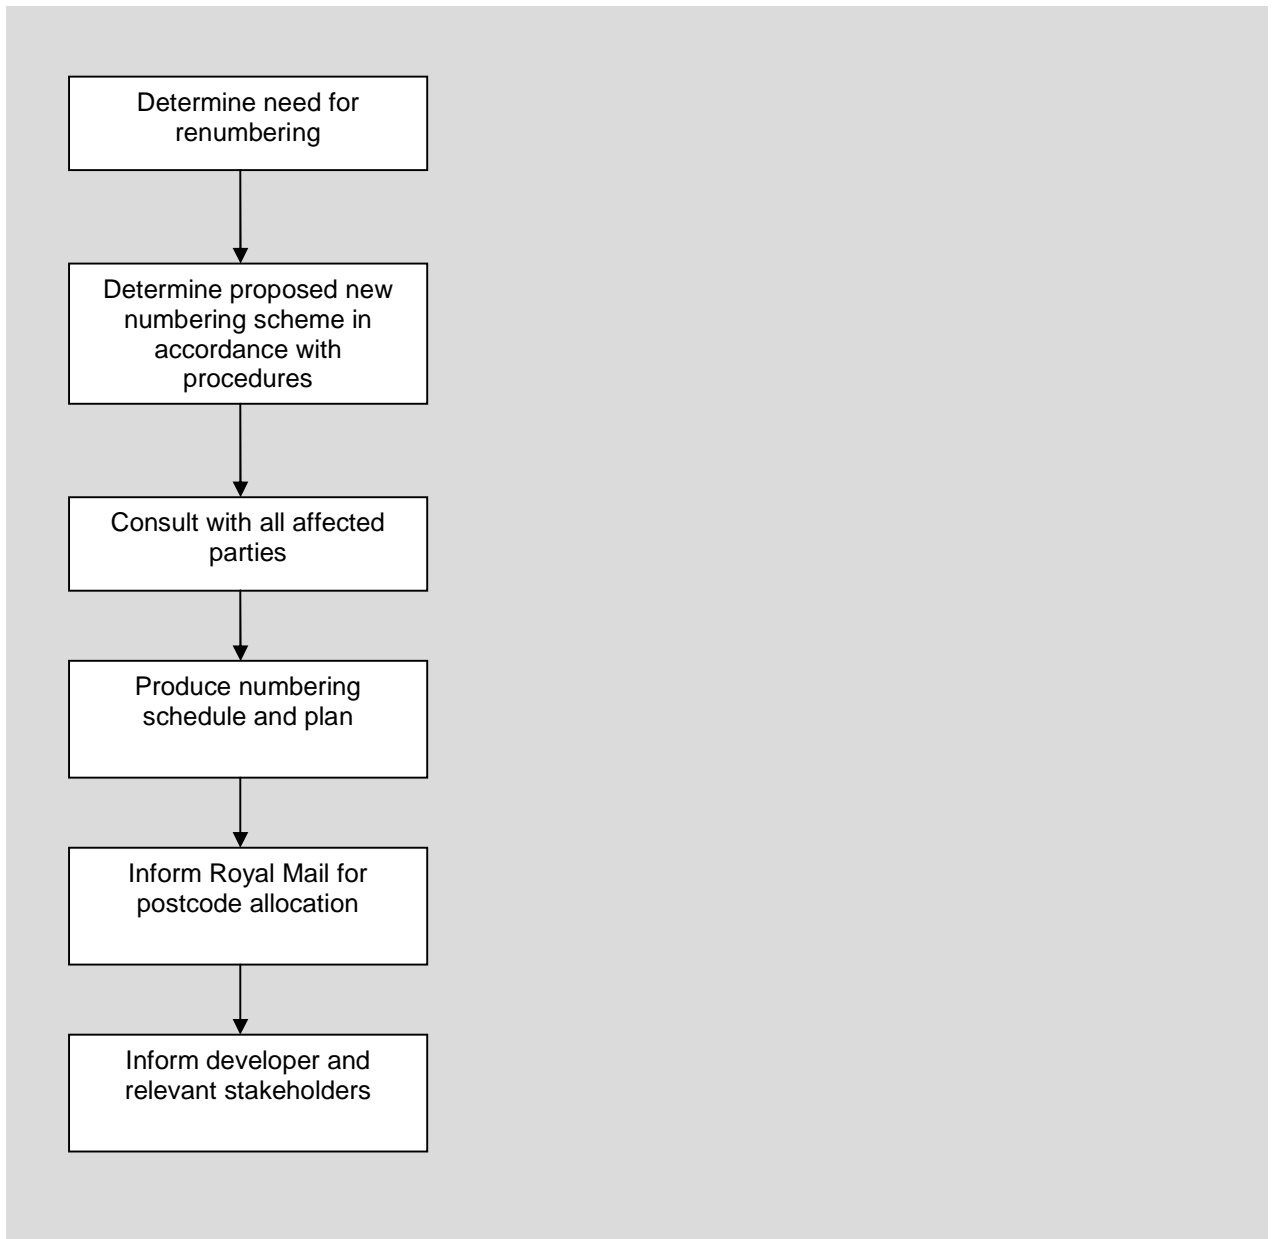 Determine need for
renumbering
Determine proposed new
numbering scheme in
accordance with
procedures
Consult with all affected
parties
Produce numbering
schedule and plan
Inform Royal Mail for
postcode allocation
Inform developer and
relevant stakeholders